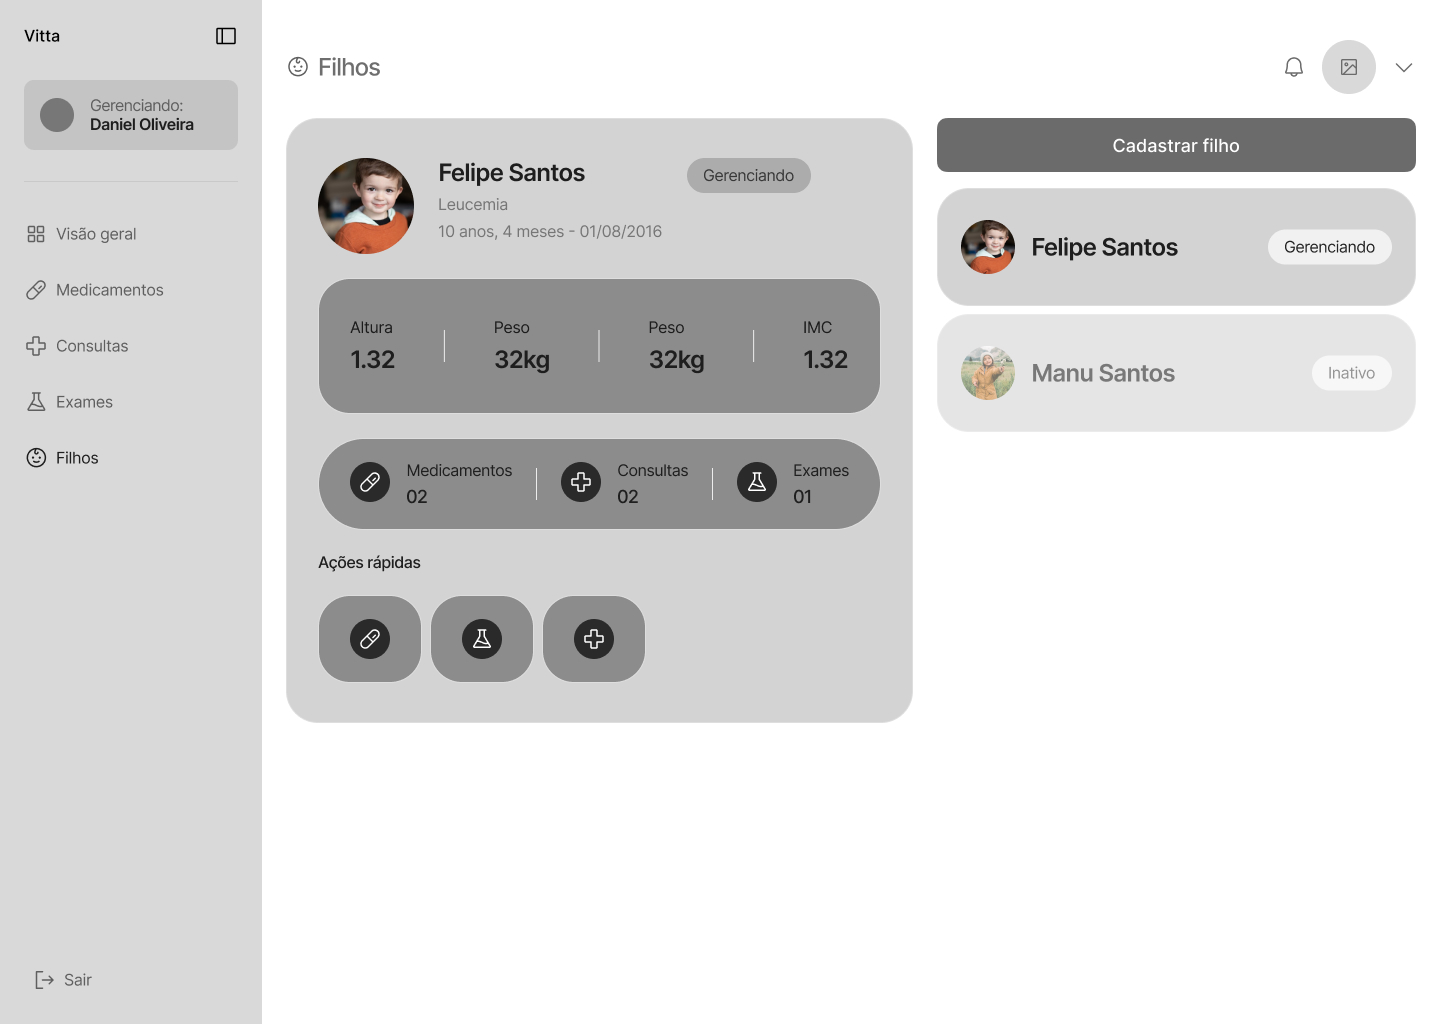 Vitta
Gerenciando:
Daniel Oliveira
Visão geral
Medicamentos
Consultas
Exames
Filhos
Sair
Filhos
Felipe Santos
Gerenciando
Leucemia
10 anos, 4 meses - 01/08/2016
Altura
1.32
Peso
32kg
Peso
32kg
IMC
1.32
Medicamentos
02
Consultas
02
Exames
01
Ações rápidas
Cadastrar filho
Felipe Santos
Gerenciando
Manu Santos
Inativo